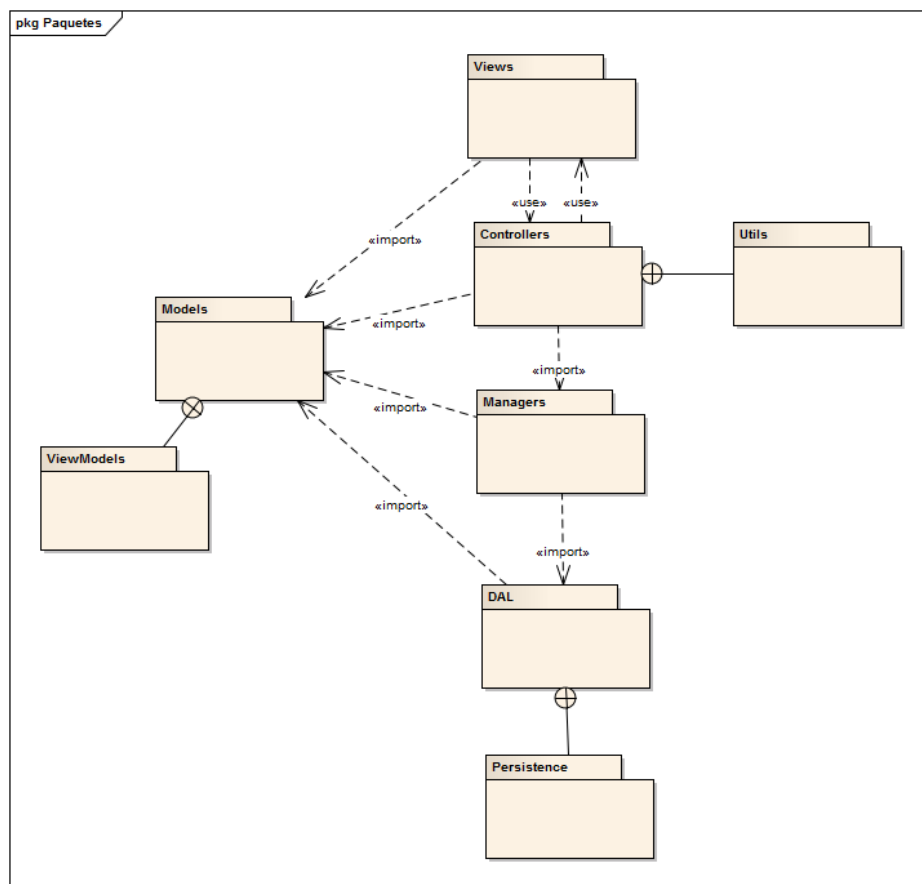 pkg Paquetes
Views
«use»
«use»
«import»
Controllers
Utils
Models
«import»
«import»
Managers
«import»
ViewModels
«import»
«import»
DAL
Persistence